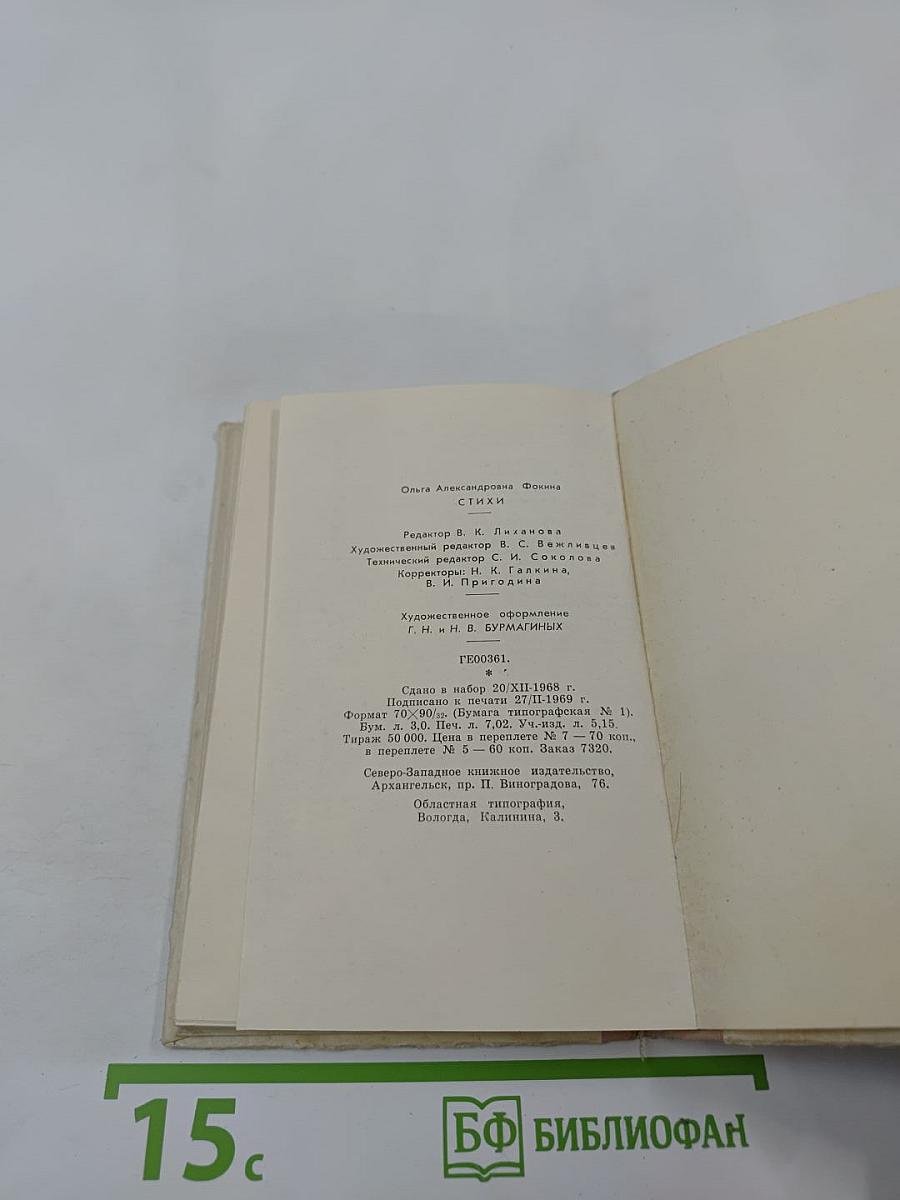 Ольга Александровна Фокина
СТИХИ
Редактор В. К. Лиханова
Художественный редактор В. С. Вежливцев
Технический редактор С. И. Соколова
Корректоры: Н. К. Галкина,
В. И. Пригодина
Художественное оформление
Г. Н. и Н. В. БУРМАГИНЫХ
ГЕ00361.
*
Сдано в набор 20/XII-1968 г.
Подписано к печати 27/II-1969 г.
Формат 70×90/32. (Бумага типографская № 1).
Бум. л. 3,0. Печ. л. 7,02. Уч.-изд. л. 5,15.
Тираж 50 000. Цена в переплете № 7 — 70 коп.,
в переплете № 5 — 60 коп. Заказ 7320.
Северо-Западное книжное издательство,
Архангельск, пр. П. Виноградова, 76.
Областная типография,
Вологда, Калинина, 3.
15 с
БФ БИБЛИОФАН